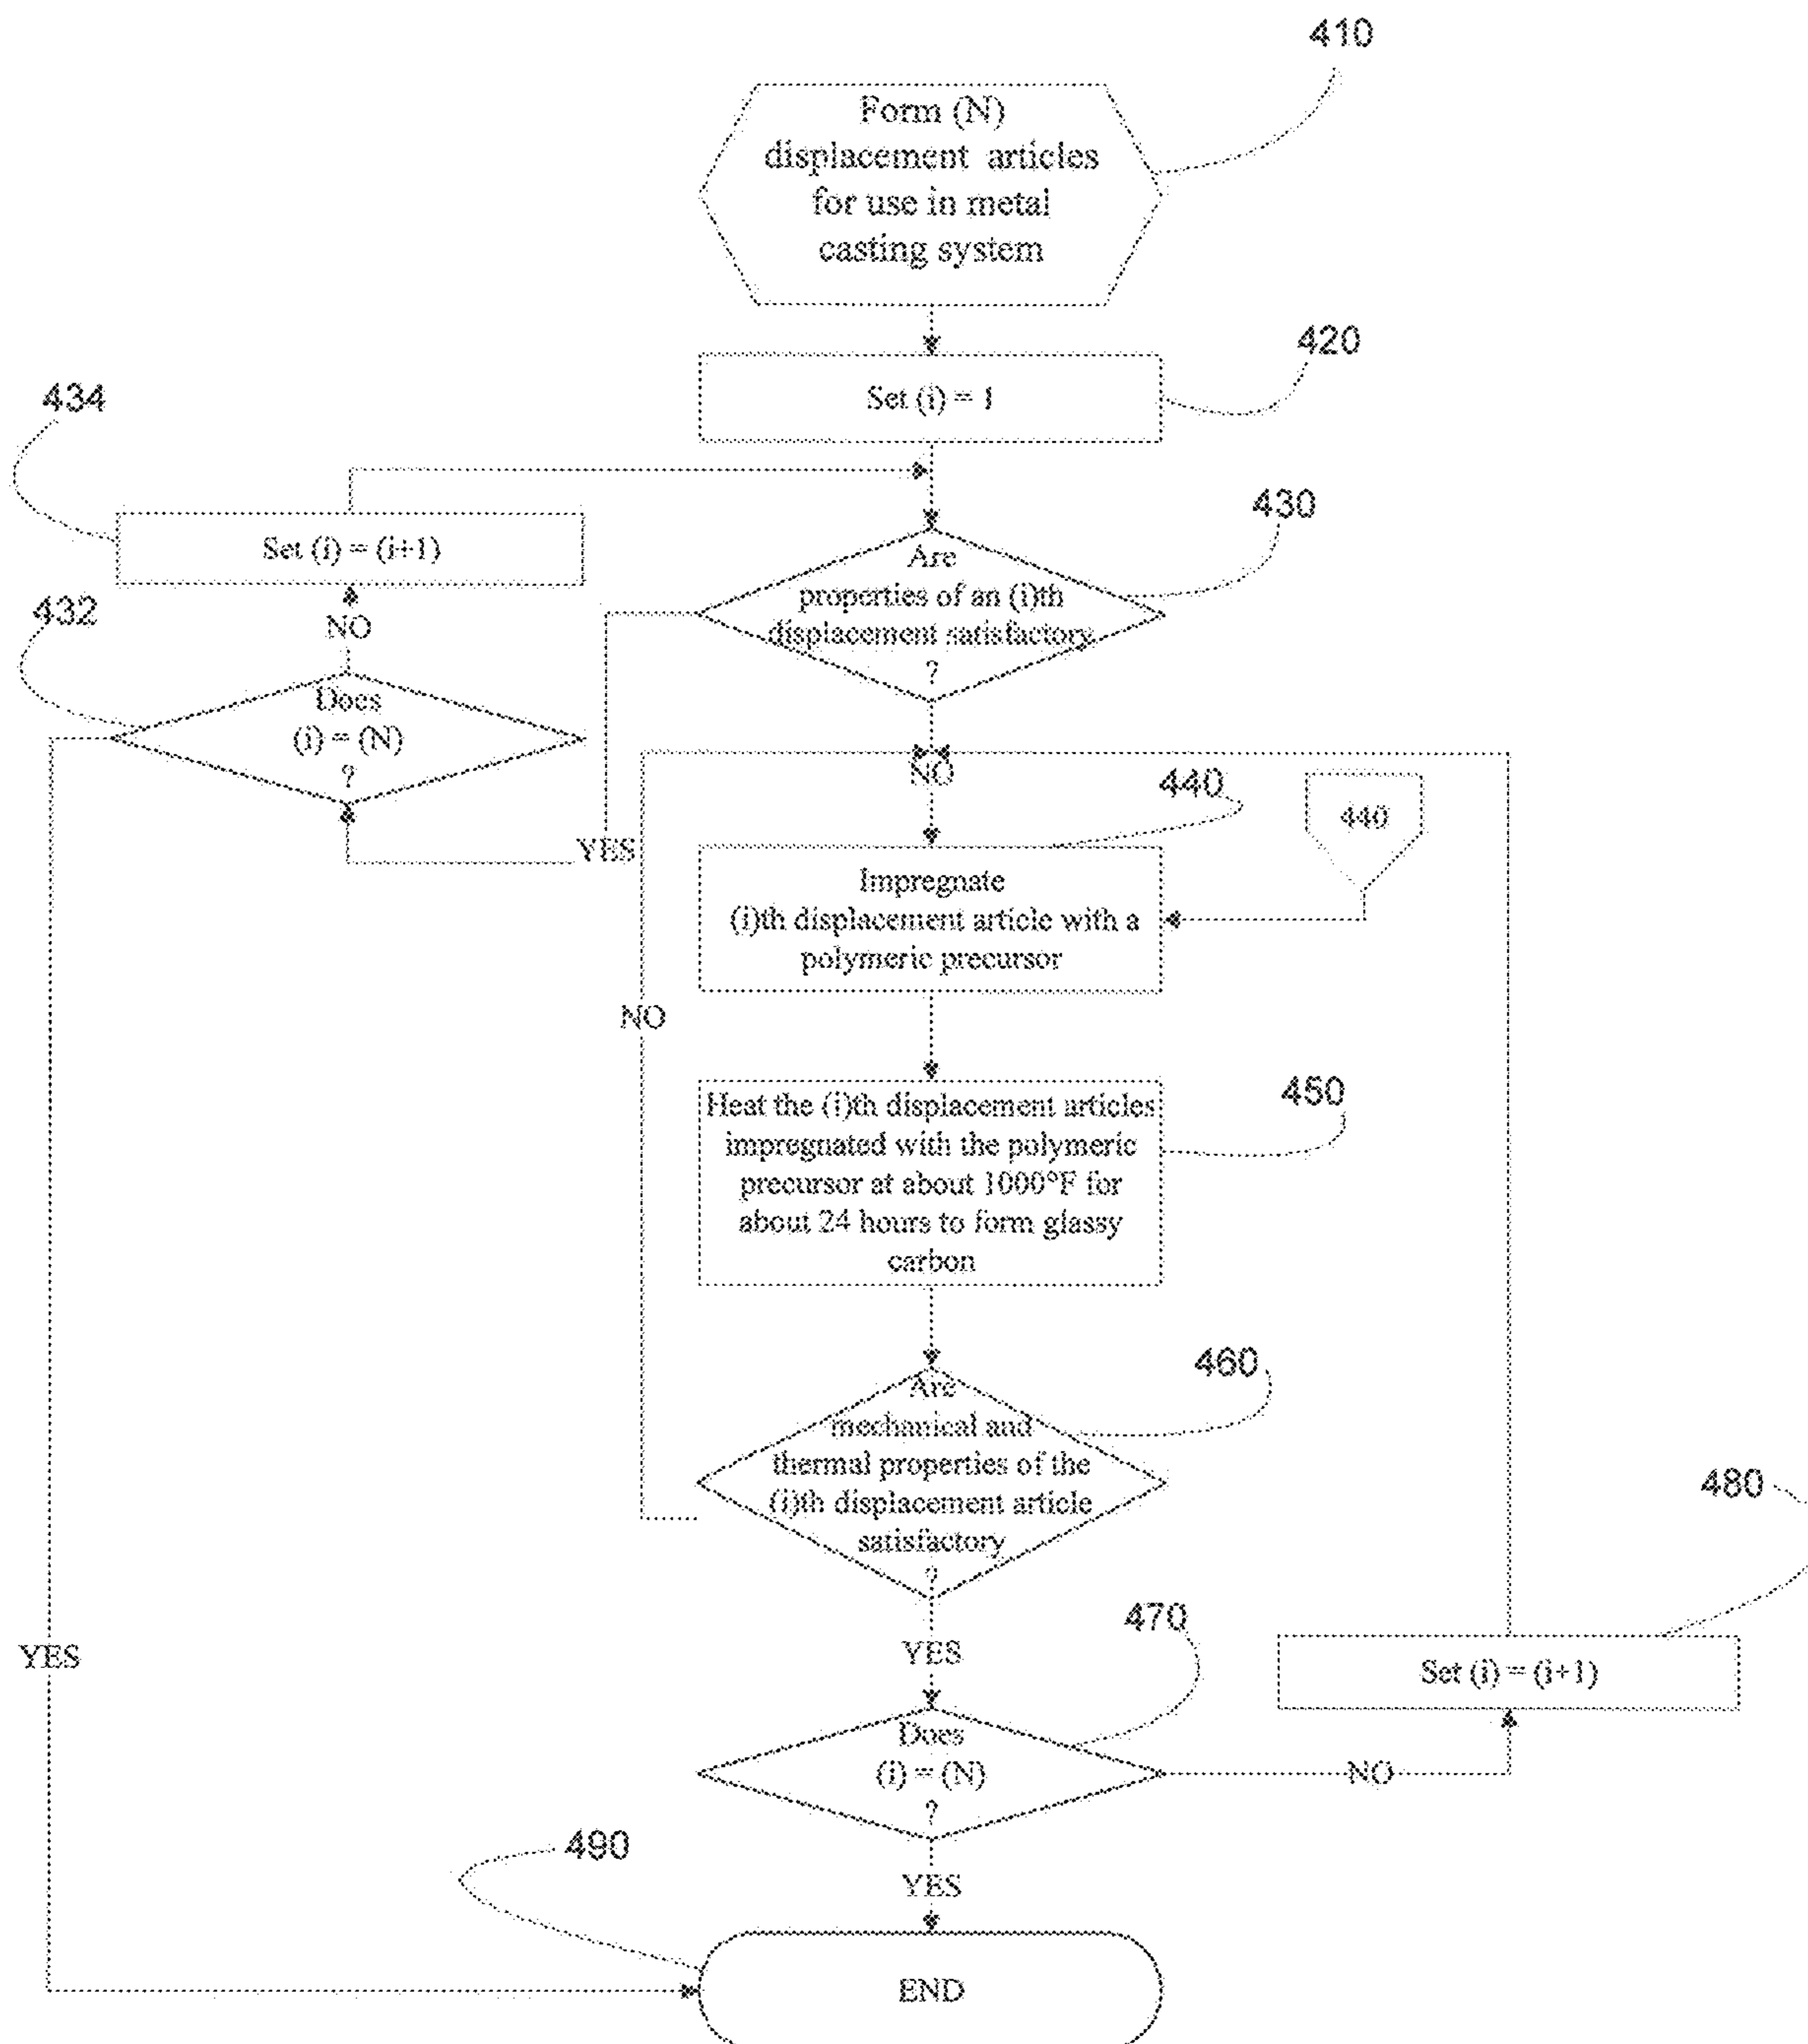 410
Form (N)
displacement articles
for use in metal
casting system
420
Set (i) = 1
434
Set (i) = (i+1)
430
Are
properties of an (i)th
displacement satisfactory
?
432
NO
Does
(i) = (N)
?
YES
NO
440
440
Impregnate
(i)th displacement article with a
polymeric precursor
NO
450
Heat the (i)th displacement articles
impregnated with the polymeric
precursor at about 1000°F for
about 24 hours to form glassy
carbon
460
Are
mechanical and
thermal properties of the
(i)th displacement article
satisfactory
?
480
YES
YES
470
Set (i) = (i+1)
Does
(i) = (N)
?
NO
490
YES
END